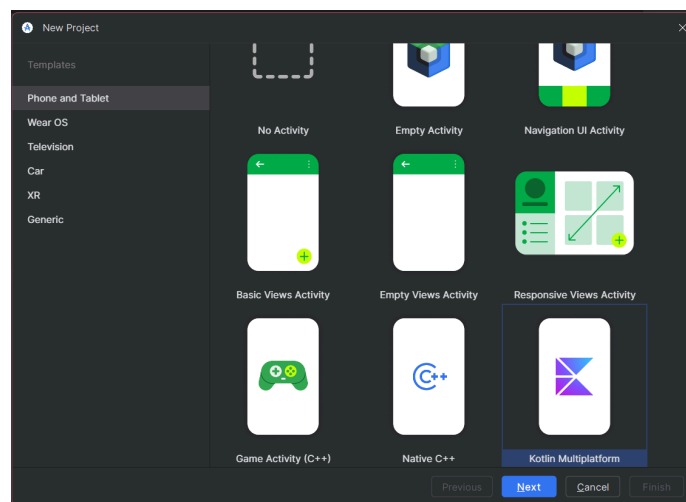 New Project
Templates
Phone and Tablet
Wear OS
Television
Car
XR
Generic
No Activity
Empty Activity
Navigation UI Activity
Basic Views Activity
Empty Views Activity
Responsive Views Activity
C++
Game Activity (C++)
Native C++
Kotlin Multiplatform
Previous
Next
Cancel
Finish